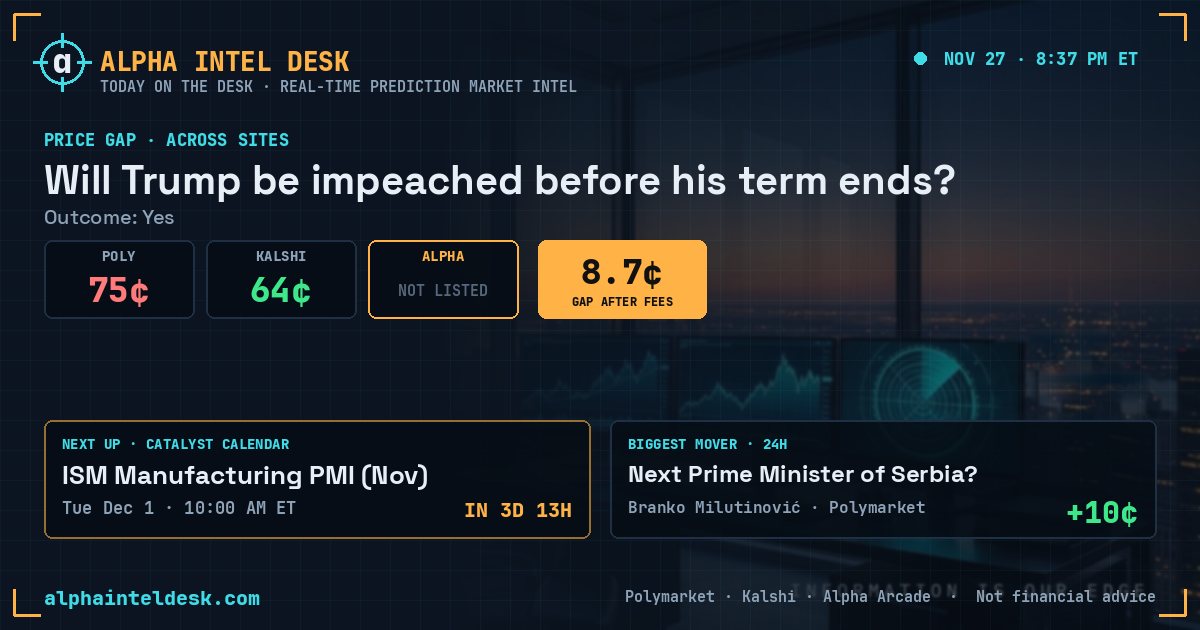 α
ALPHA INTEL DESK
TODAY ON THE DESK · REAL-TIME PREDICTION MARKET INTEL
NOV 27 · 8:37 PM ET
PRICE GAP · ACROSS SITES
Will Trump be impeached before his term ends?
Outcome: Yes
POLY
75¢
KALSHI
64¢
ALPHA
NOT LISTED
8.7¢
GAP AFTER FEES
NEXT UP · CATALYST CALENDAR
ISM Manufacturing PMI (Nov)
Tue Dec 1 · 10:00 AM ET
IN 3D 13H
BIGGEST MOVER · 24H
Next Prime Minister of Serbia?
Branko Milutinović · Polymarket
+10¢
INFORMATION IS OUR EDGE
alphainteldesk.com
Polymarket · Kalshi · Alpha Arcade · Not financial advice